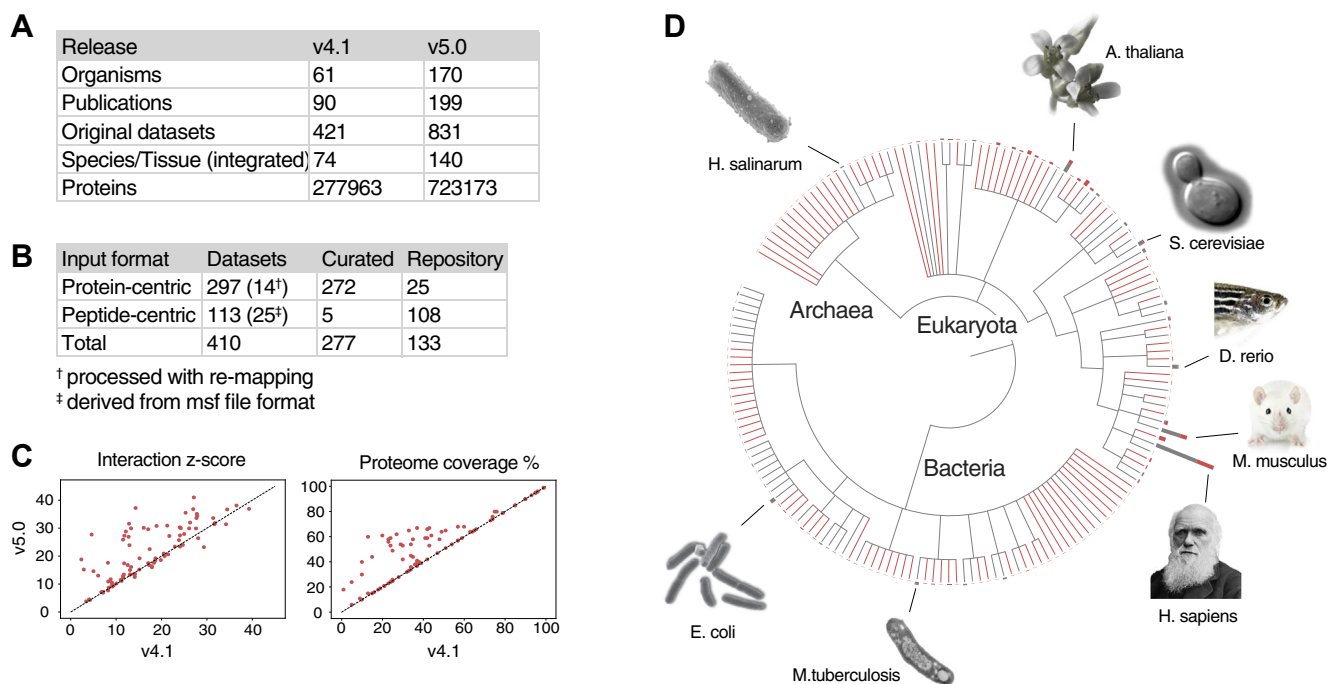 A
Release v4.1 v5.0
Organisms 61 170
Publications 90 199
Original datasets 421 831
Species/Tissue (integrated) 74 140
Proteins 277963 723173
B
Input format Datasets Curated Repository
Protein-centric 297 (14†) 272 25
Peptide-centric 113 (25‡) 5 108
Total 410 277 133
† processed with re-mapping
‡ derived from msf file format
C
Interaction z-score
v5.0
40
30
20
10
0
0 10 20 30 40
v4.1
Proteome coverage %
100
80
60
40
20
0
0 20 40 60 80 100
v4.1
D
A. thaliana
H. salinarum
S. cerevisiae
D. rerio
M. musculus
H. sapiens
M.tuberculosis
E. coli
Archaea
Eukaryota
Bacteria